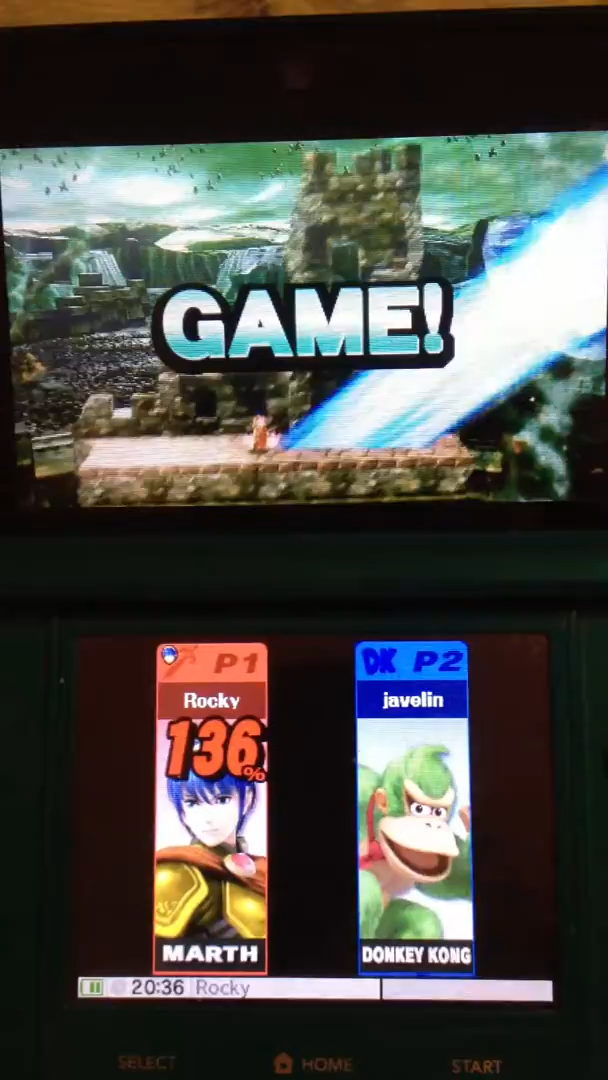 GAME!
P1
DK P2
Rocky
javelin
136%
MARTH
DONKEY KONG
20:36 Rocky
SELECT
HOME
START